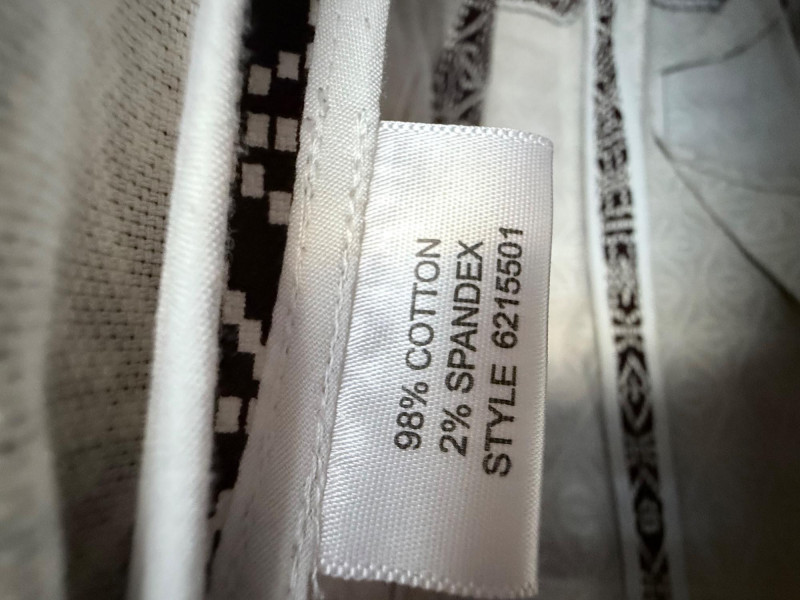 98% COTTON
2% SPANDEX
STYLE 6215501